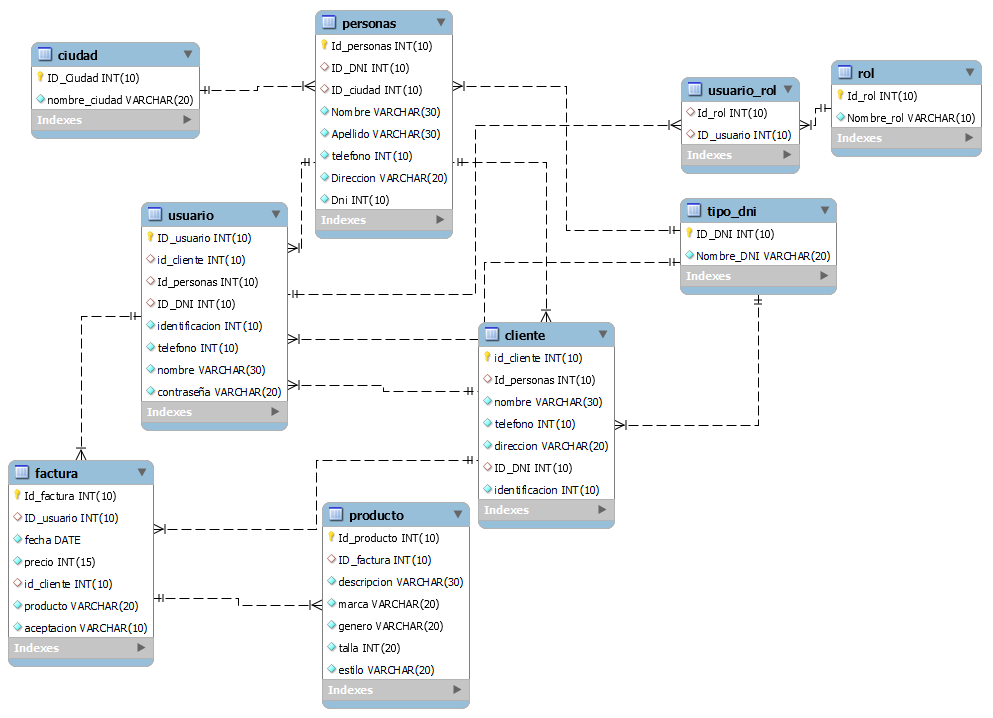 ciudad
ID_Ciudad INT(10)
nombre_ciudad VARCHAR(20)
Indexes
personas
Id_personas INT(10)
ID_DNI INT(10)
ID_ciudad INT(10)
Nombre VARCHAR(30)
Apellido VARCHAR(30)
telefono INT(10)
Direccion VARCHAR(20)
Dni INT(10)
Indexes
usuario_rol
Id_rol INT(10)
ID_usuario INT(10)
Indexes
rol
Id_rol INT(10)
Nombre_rol VARCHAR(10)
Indexes
usuario
ID_usuario INT(10)
id_cliente INT(10)
Id_personas INT(10)
ID_DNI INT(10)
identificacion INT(10)
telefono INT(10)
nombre VARCHAR(30)
contraseña VARCHAR(20)
Indexes
tipo_dni
ID_DNI INT(10)
Nombre_DNI VARCHAR(20)
Indexes
cliente
id_cliente INT(10)
Id_personas INT(10)
nombre VARCHAR(30)
telefono INT(10)
direccion VARCHAR(20)
ID_DNI INT(10)
identificacion INT(10)
Indexes
factura
Id_factura INT(10)
ID_usuario INT(10)
fecha DATE
precio INT(15)
id_cliente INT(10)
producto VARCHAR(20)
aceptacion VARCHAR(10)
Indexes
producto
Id_producto INT(10)
ID_factura INT(10)
descripcion VARCHAR(30)
marca VARCHAR(20)
genero VARCHAR(20)
talla INT(20)
estilo VARCHAR(20)
Indexes